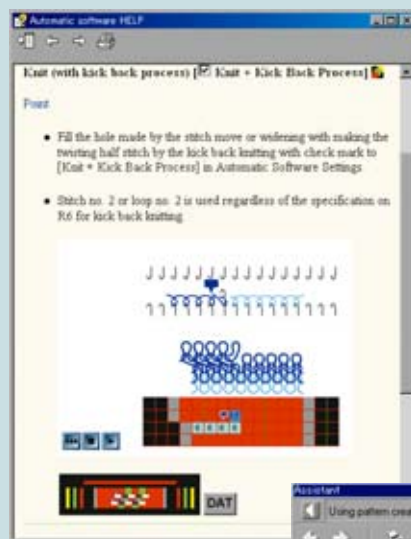 Automatic software HELP
Knit (with kick back process) [ Knit + Kick Back Process]
Point
• Fill the hole made by the stitch move or widening with making the
twisting half stitch by the kick back knitting with check mark to
[Knit + Kick Back Process] in Automatic Software Settings
• Stitch no. 2 or loop no. 2 is used regardless of the specification on
R6 for kick back knitting.
DAT
Assistant
Using pattern crea